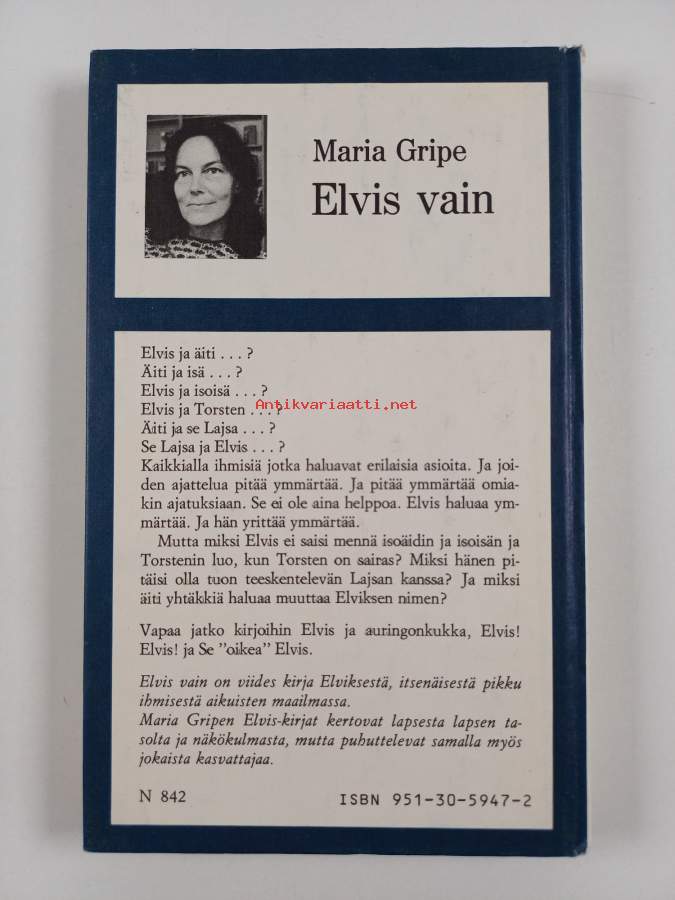 Maria Gripe
Elvis vain
Elvis ja äiti . . . ?
Äiti ja isä . . . ?
Elvis ja isoisä . . . ?
Elvis ja Torsten . . . ?
Antikvariaatti.net
Äiti ja se Lajsa . . . ?
Se Lajsa ja Elvis . . . ?
Kaikkialla ihmisiä jotka haluavat erilaisia asioita. Ja joi-
den ajattelua pitää ymmärtää. Ja pitää ymmärtää omia-
kin ajatuksiaan. Se ei ole aina helppoa. Elvis haluaa ym-
märtää. Ja hän yrittää ymmärtää.
Mutta miksi Elvis ei saisi mennä isoäidin ja isoisän ja
Torstenin luo, kun Torsten on sairas? Miksi hänen pi-
täisi olla tuon teeskentelevän Lajsan kanssa? Ja miksi
äiti yhtäkkiä haluaa muuttaa Elviksen nimen?
Vapaa jatko kirjoihin Elvis ja auringonkukka, Elvis!
Elvis! ja Se ”oikea” Elvis.
Elvis vain on viides kirja Elviksestä, itsenäisestä pikku
ihmisestä aikuisten maailmassa.
Maria Gripen Elvis-kirjat kertovat lapsesta lapsen ta-
solta ja näkökulmasta, mutta puhuttelevat samalla myös
jokaista kasvattajaa.
N 842
ISBN 951-30-5947-2